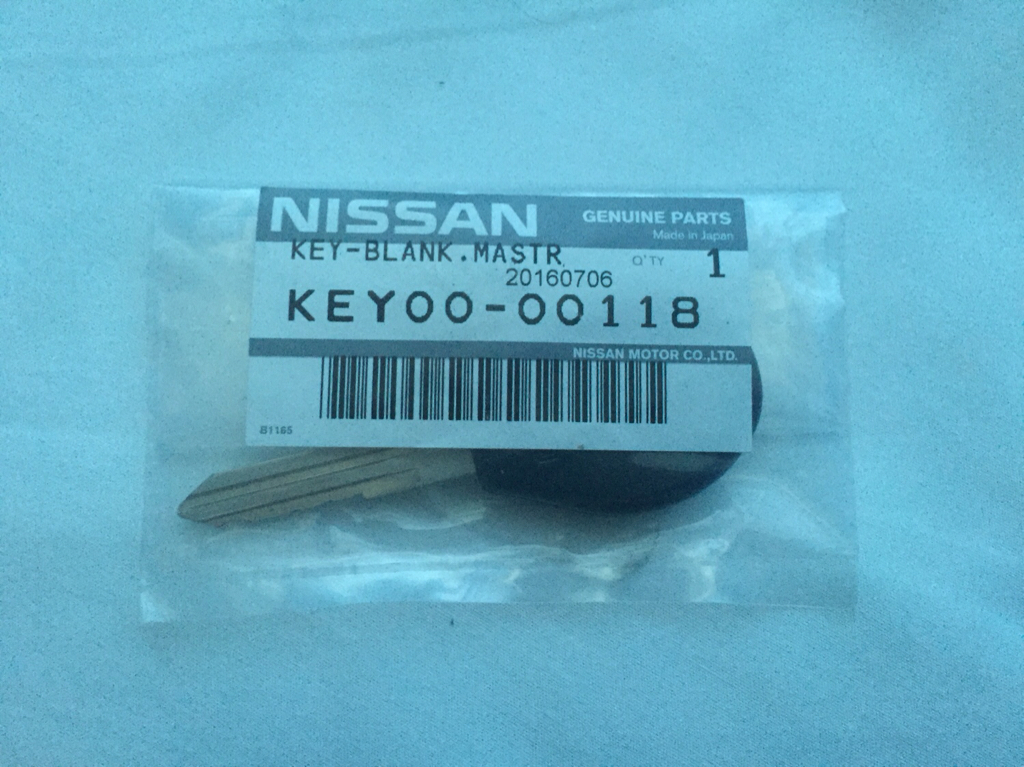 NISSAN GENUINE PARTS
Made in Japan
KEY-BLANK.MASTR Q'TY 1
20160706
KEY00-00118
NISSAN MOTOR CO.,LTD.
B1165